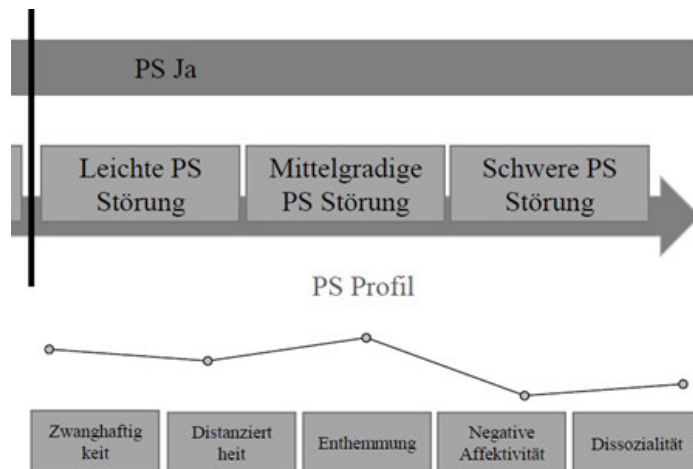 PS Ja
Leichte PS
Störung
Mittelgradige
PS Störung
Schwere PS
Störung
PS Profil
Zwanghaftig
keit
Distanziert
heit
Enthemmung
Negative
Affektivität
Dissozialität